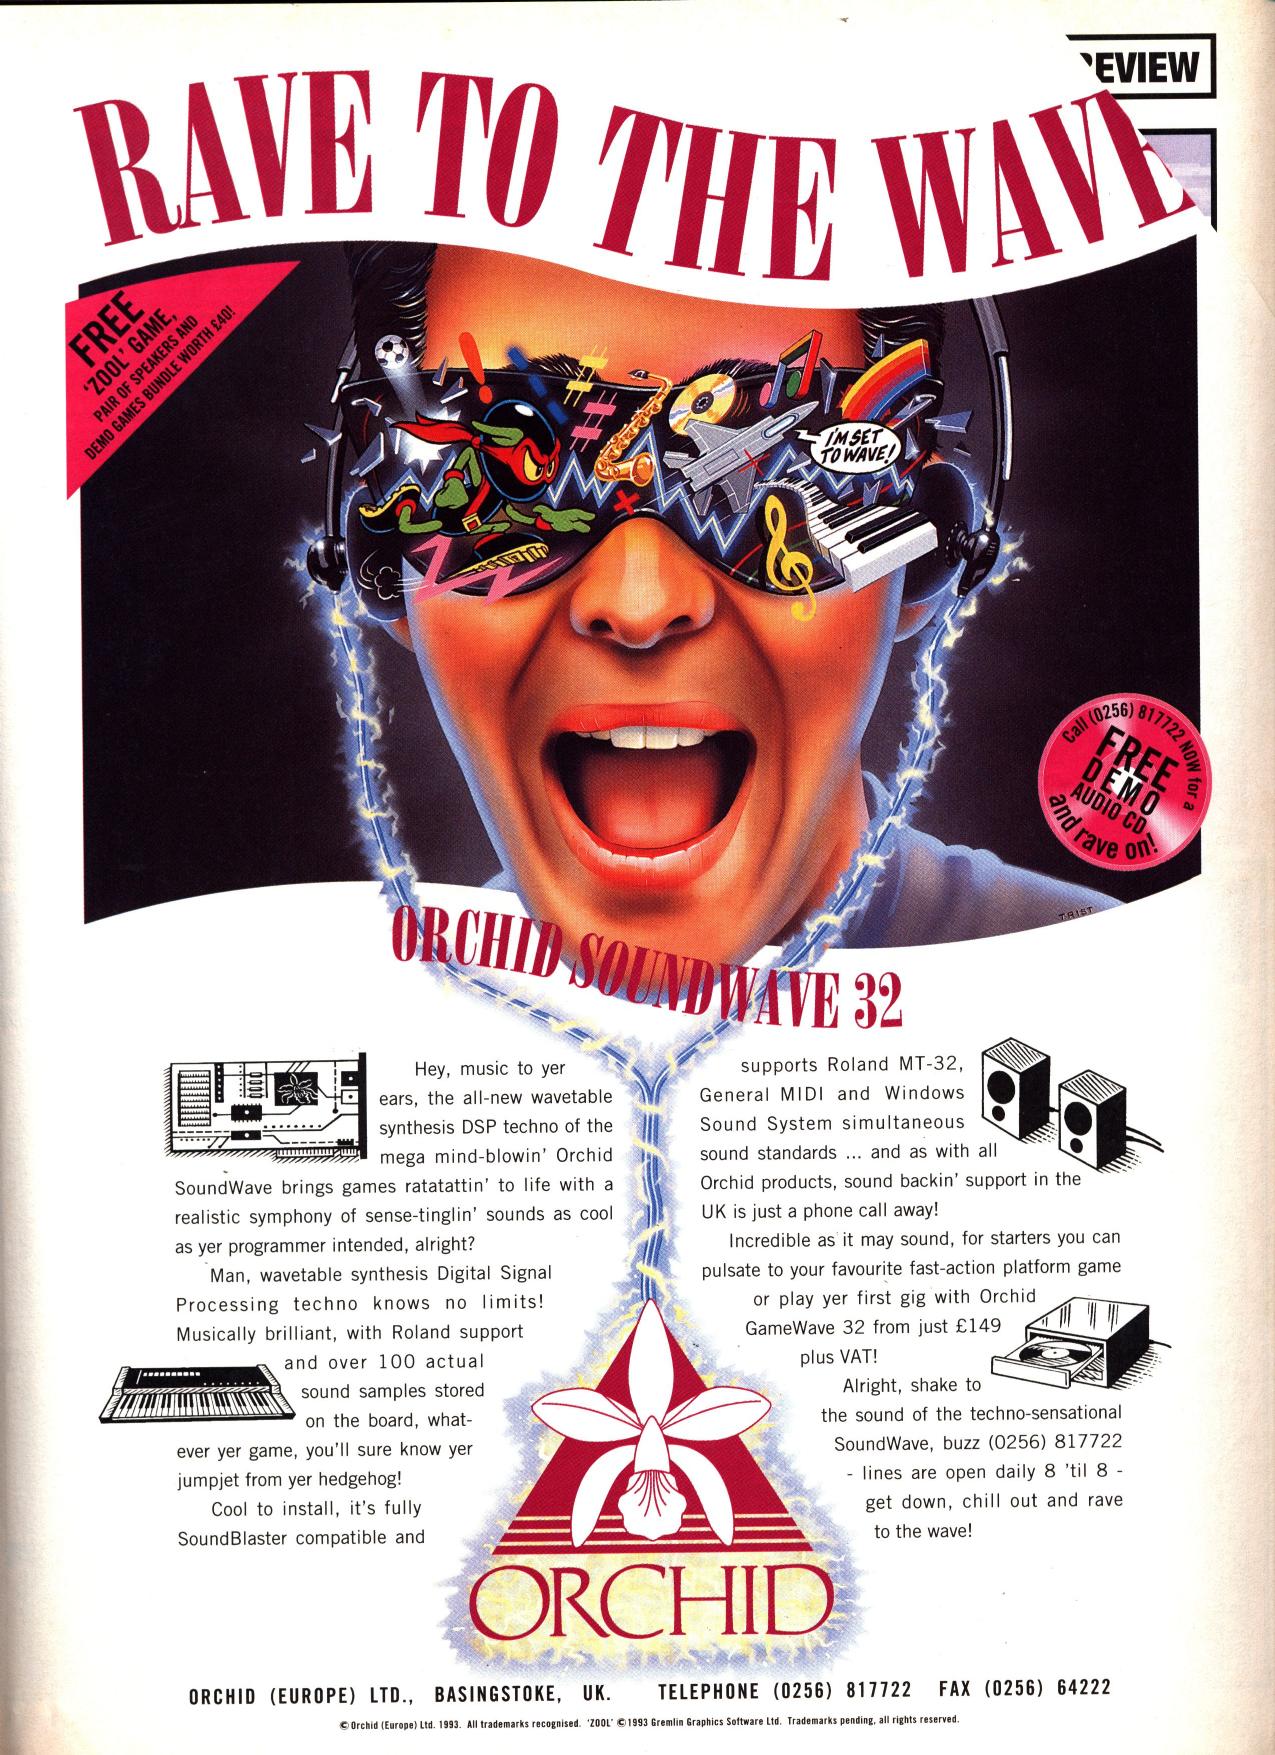 EVIEW
RAVE TO THE WAVE
FREE
'ZOOL' GAME,
PAIR OF SPEAKERS AND
DEMO GAMES BUNDLE WORTH £40!
I'M SET
TO WAVE!
Call (0256) 817722 NOW for a
FREE
DEMO
AUDIO CD
and rave on!
TRIST
ORCHID SOUNDWAVE 32
Hey, music to yer
ears, the all-new wavetable
synthesis DSP techno of the
mega mind-blowin' Orchid
SoundWave brings games ratatattin' to life with a
realistic symphony of sense-tinglin' sounds as cool
as yer programmer intended, alright?
Man, wavetable synthesis Digital Signal
Processing techno knows no limits!
Musically brilliant, with Roland support
and over 100 actual
sound samples stored
on the board, what-
ever yer game, you'll sure know yer
jumpjet from yer hedgehog!
Cool to install, it's fully
SoundBlaster compatible and
supports Roland MT-32,
General MIDI and Windows
Sound System simultaneous
sound standards ... and as with all
Orchid products, sound backin' support in the
UK is just a phone call away!
Incredible as it may sound, for starters you can
pulsate to your favourite fast-action platform game
or play yer first gig with Orchid
GameWave 32 from just £149
plus VAT!
Alright, shake to
the sound of the techno-sensational
SoundWave, buzz (0256) 817722
- lines are open daily 8 'til 8 -
get down, chill out and rave
to the wave!
ORCHID
ORCHID (EUROPE) LTD., BASINGSTOKE, UK. TELEPHONE (0256) 817722 FAX (0256) 64222
© Orchid (Europe) Ltd. 1993. All trademarks recognised. 'ZOOL' © 1993 Gremlin Graphics Software Ltd. Trademarks pending, all rights reserved.